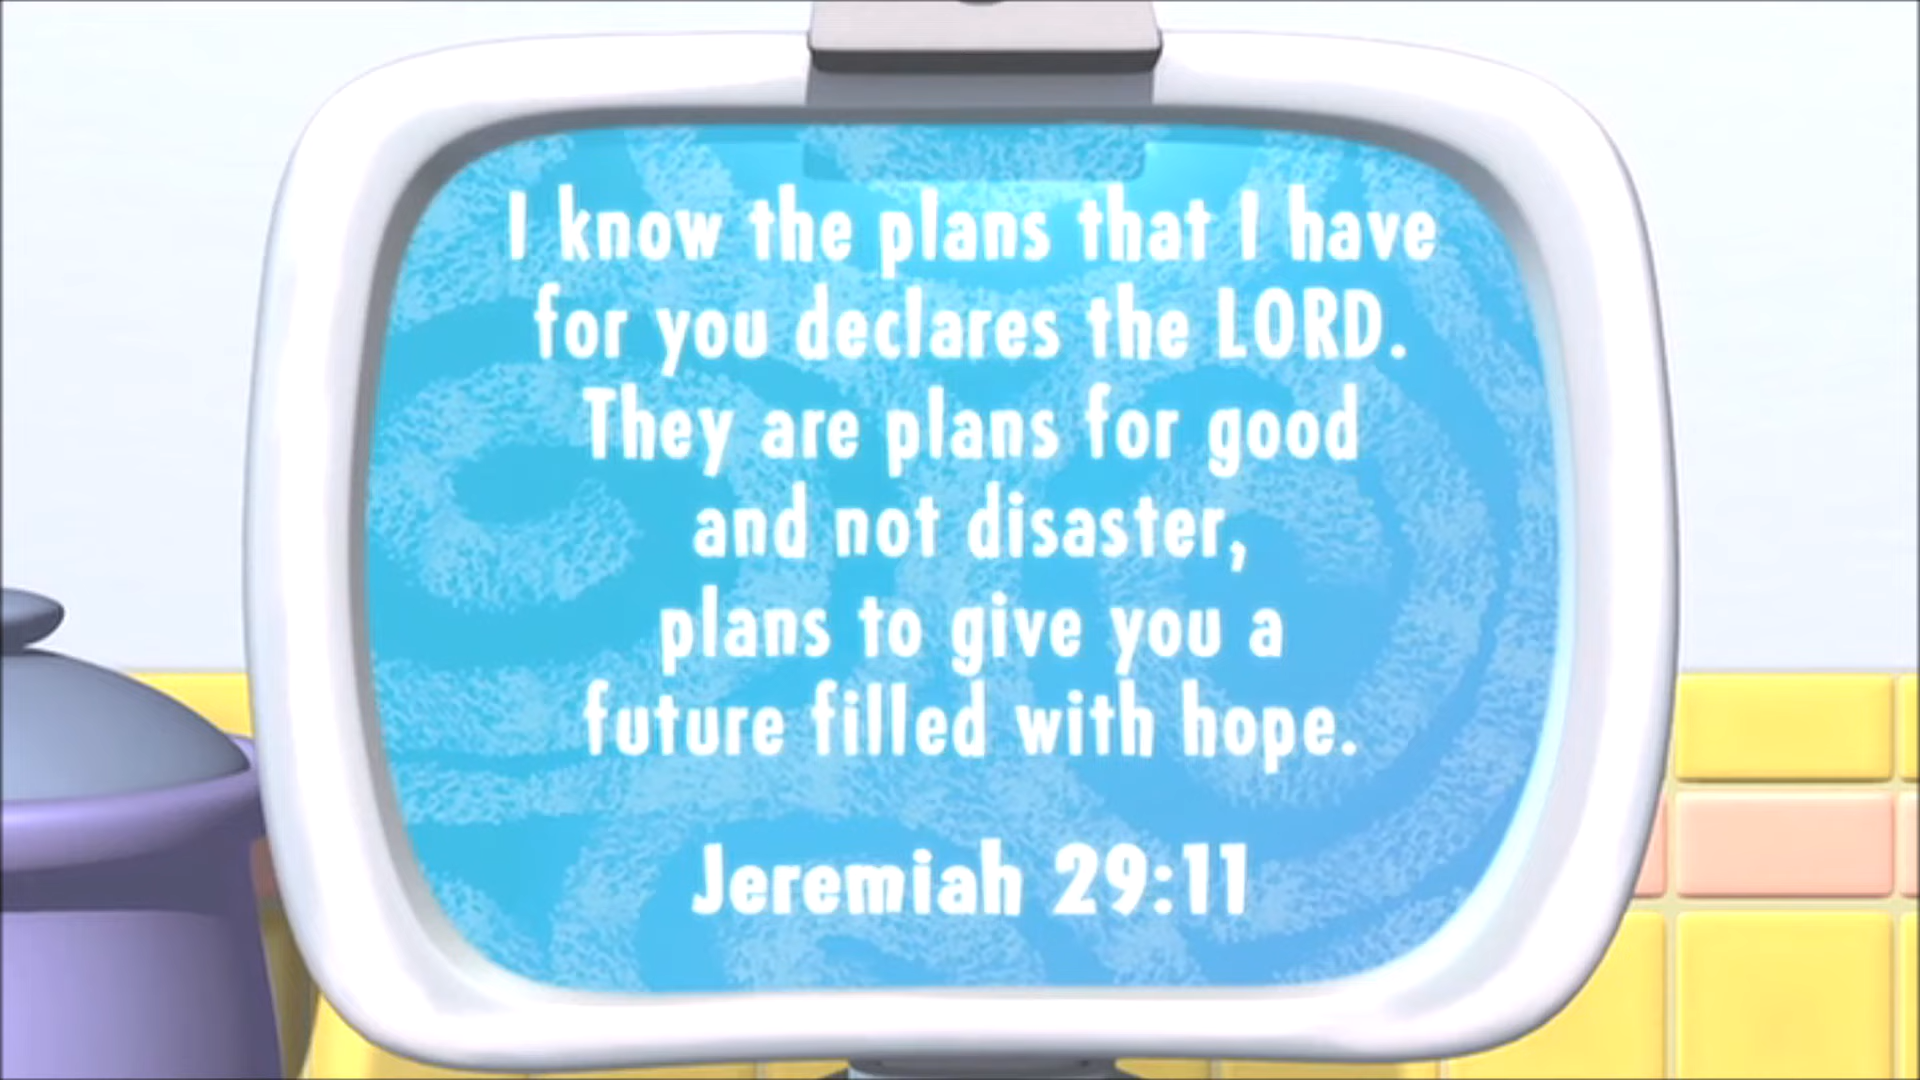 I know the plans that I have
for you declares the LORD.
They are plans for good
and not disaster,
plans to give you a
future filled with hope.
Jeremiah 29:11